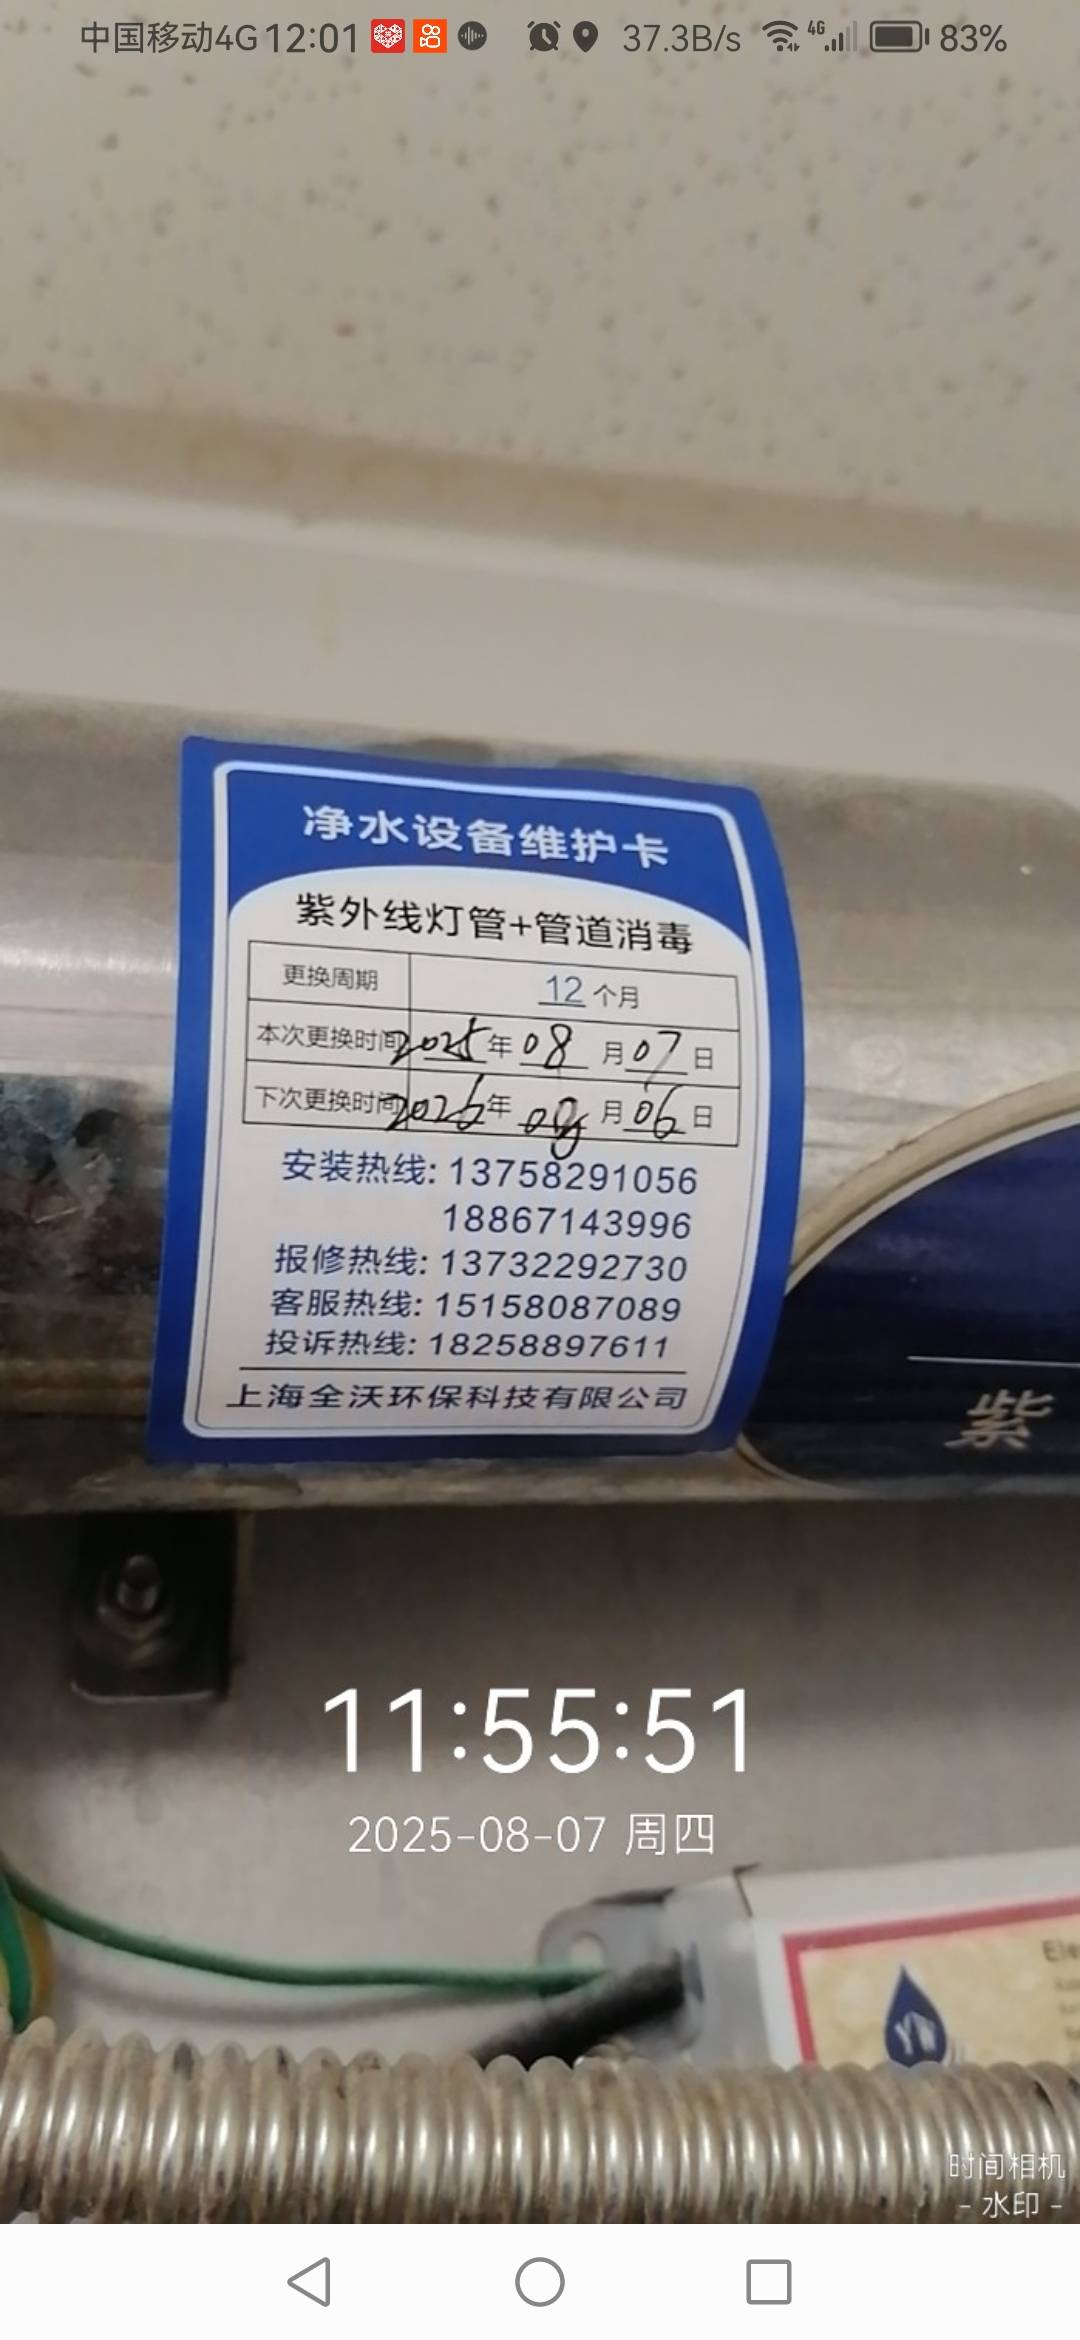 中国移动4G 12:01 37.3B/s 4G 83%
净水设备维护卡
紫外线灯管+管道消毒
更换周期 12 个月
本次更换时间 2025 年 08 月 07 日
下次更换时间 2026 年 08 月 06 日
安装热线: 13758291056
18867143996
报修热线: 13732292730
客服热线: 15158087089
投诉热线: 18258897611
上海全沃环保科技有限公司
紫
11:55:51
2025-08-07 周四
Ele
YW
时间相机
- 水印 -